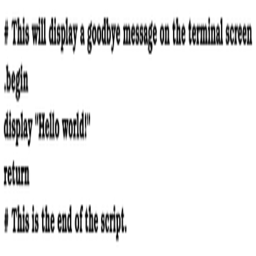 # This will display a goodbye message on the terminal screen
.begin
display "Hello world!"
return
# This is the end of the script.